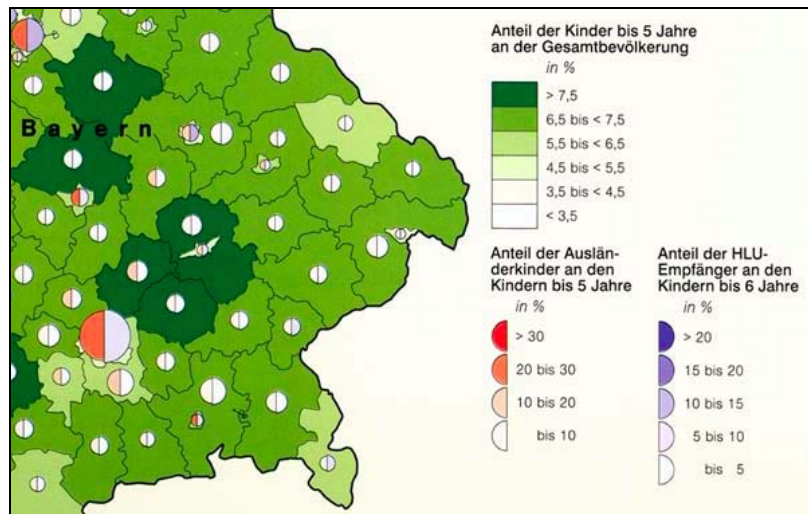 Bayern
Anteil der Kinder bis 5 Jahre
an der Gesamtbevölkerung
in %
> 7,5
6,5 bis < 7,5
5,5 bis < 6,5
4,5 bis < 5,5
3,5 bis < 4,5
< 3,5
Anteil der Auslän-
derkinder an den
Kindern bis 5 Jahren
in %
> 30
20 bis 30
10 bis 20
bis 10
Anteil der HLU-
Empfänger an den
Kindern bis 6 Jahren
in %
> 20
15 bis 20
10 bis 15
5 bis 10
bis 5